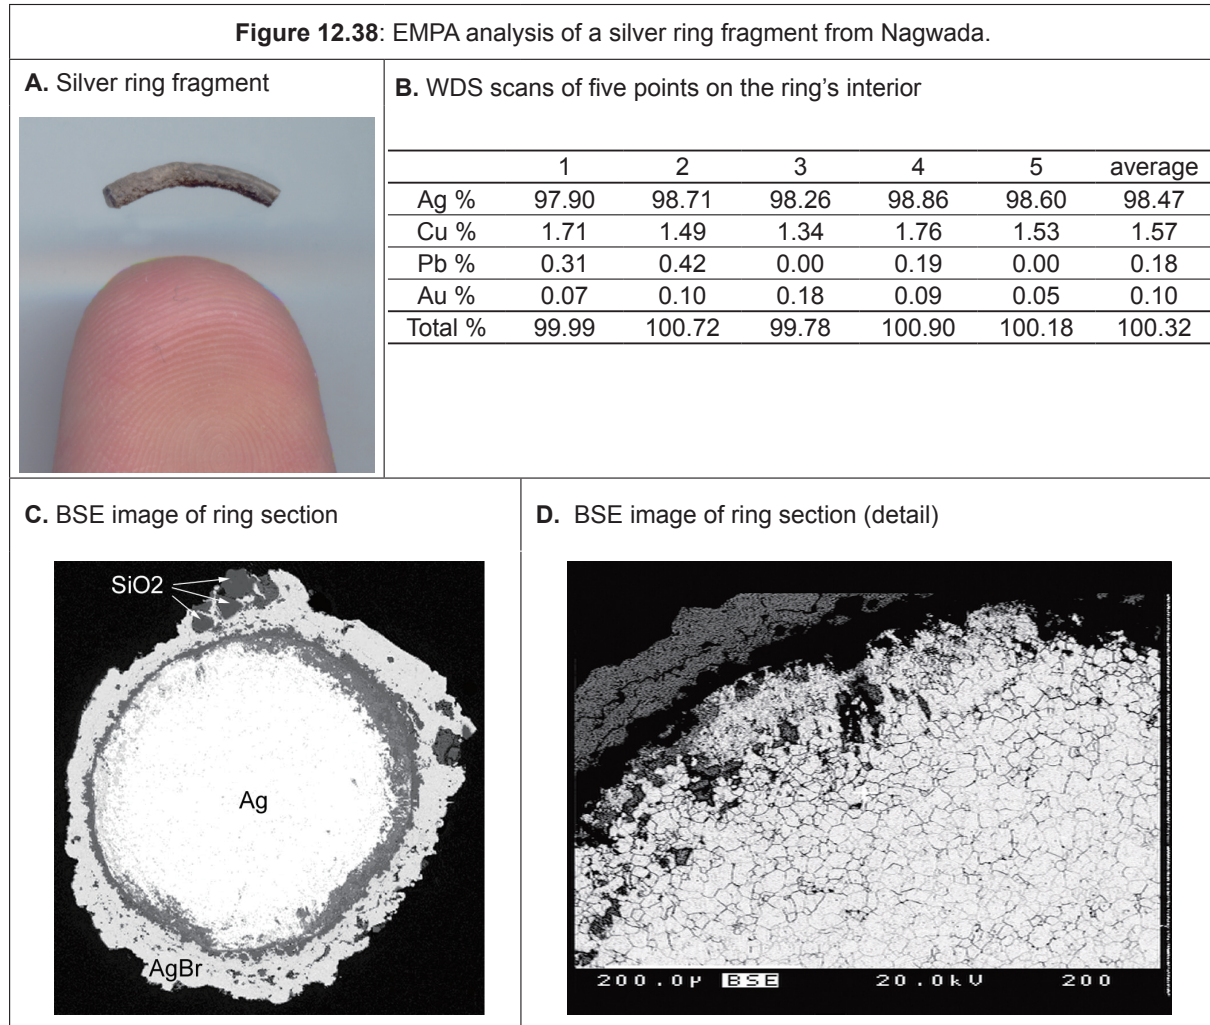 Figure 12.38: EMPA analysis of a silver ring fragment from Nagwada.
A. Silver ring fragment
B. WDS scans of five points on the ring's interior
1 2 3 4 5 average
Ag % 97.90 98.71 98.26 98.86 98.60 98.47
Cu % 1.71 1.49 1.34 1.76 1.53 1.57
Pb % 0.31 0.42 0.00 0.19 0.00 0.18
Au % 0.07 0.10 0.18 0.09 0.05 0.10
Total % 99.99 100.72 99.78 100.90 100.18 100.32
C. BSE image of ring section
SiO2
Ag
AgBr
D. BSE image of ring section (detail)
200.0µ BSE 20.0kV 200